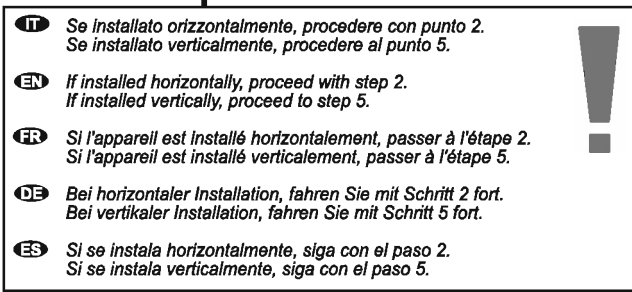 IT Se installato orizzontalmente, procedere con punto 2.
Se installato verticalmente, procedere al punto 5.
EN If installed horizontally, proceed with step 2.
If installed vertically, proceed to step 5.
FR Si l'appareil est installé horizontalement, passer à l'étape 2.
Si l'appareil est installé verticalement, passer à l'étape 5.
DE Bei horizontaler Installation, fahren Sie mit Schritt 2 fort.
Bei vertikaler Installation, fahren Sie mit Schritt 5 fort.
ES Si se instala horizontalmente, siga con el paso 2.
Si se instala verticalmente, siga con el paso 5.
!